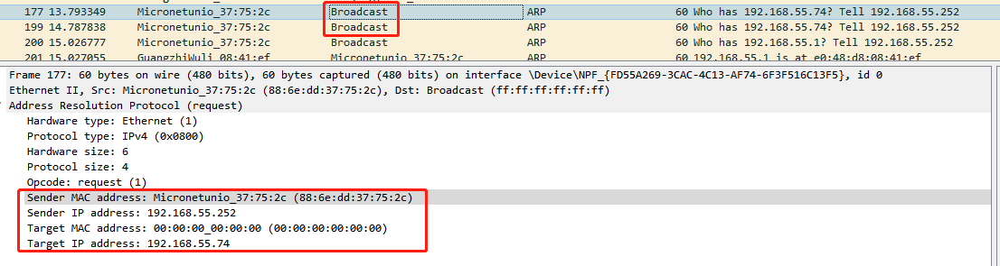 177 13.793349 Micronetunio_37:75:2c Broadcast ARP 60 Who has 192.168.55.74? Tell 192.168.55.252
199 14.787838 Micronetunio_37:75:2c Broadcast ARP 60 Who has 192.168.55.74? Tell 192.168.55.252
200 15.026777 Micronetunio_37:75:2c Broadcast ARP 60 Who has 192.168.55.1? Tell 192.168.55.252
201 15.027055 GuangzhiWuli_08:41:ef Micronetunio_37:75:2c ARP 60 192.168.55.1 is at e0:48:d8:08:41:ef
Frame 177: 60 bytes on wire (480 bits), 60 bytes captured (480 bits) on interface \Device\NPF_{FD55A269-3CAC-4C13-AF74-6F3F516C13F5}, id 0
Ethernet II, Src: Micronetunio_37:75:2c (88:6e:dd:37:75:2c), Dst: Broadcast (ff:ff:ff:ff:ff:ff)
Address Resolution Protocol (request)
Hardware type: Ethernet (1)
Protocol type: IPv4 (0x0800)
Hardware size: 6
Protocol size: 4
Opcode: request (1)
Sender MAC address: Micronetunio_37:75:2c (88:6e:dd:37:75:2c)
Sender IP address: 192.168.55.252
Target MAC address: 00:00:00_00:00:00 (00:00:00:00:00:00)
Target IP address: 192.168.55.74